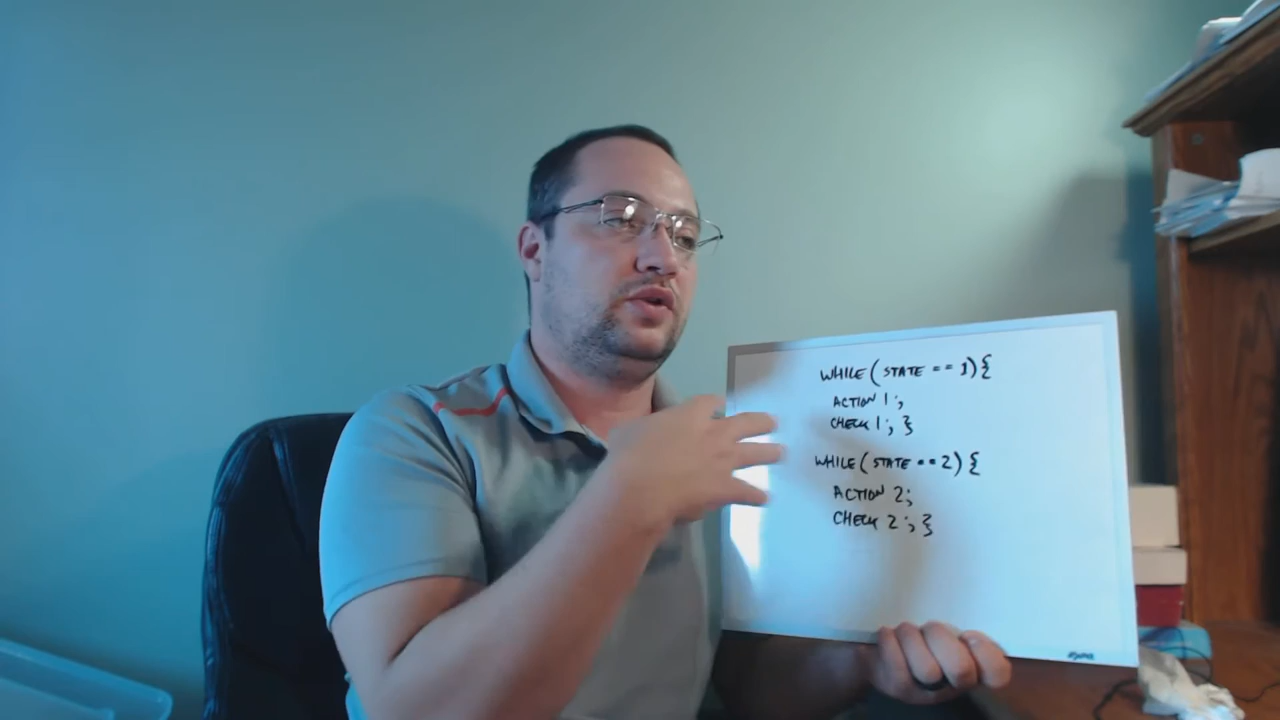 WHILE (STATE == 1) {
ACTION 1;
CHECK 1; }
WHILE (STATE == 2) {
ACTION 2;
CHECK 2; }